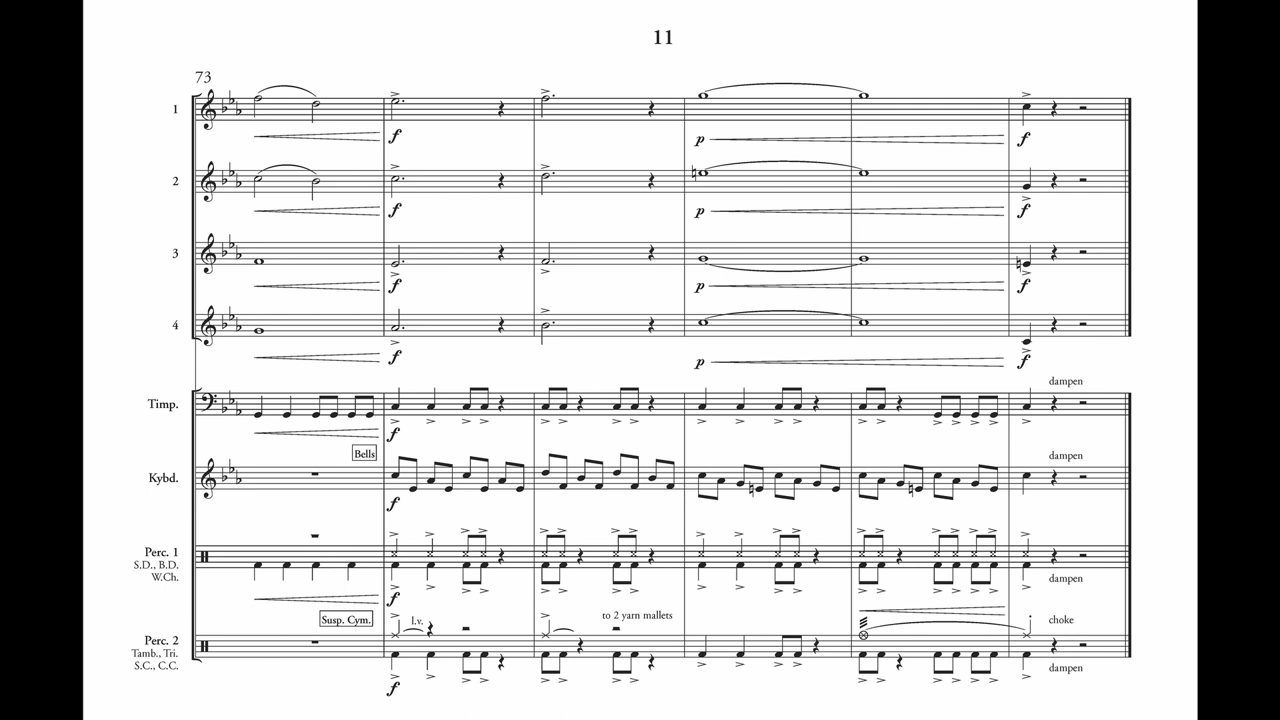 11
73
1
f
p
f
2
f
p
f
3
f
p
f
4
f
p
f
dampen
Timp.
f
Bells
dampen
Kybd.
f
Perc. 1
S.D., B.D.
W.Ch.
dampen
f
Susp. Cym.
l.v.
to 2 yarn mallets
choke
Perc. 2
Tamb., Tri.
S.C., C.C.
dampen
f